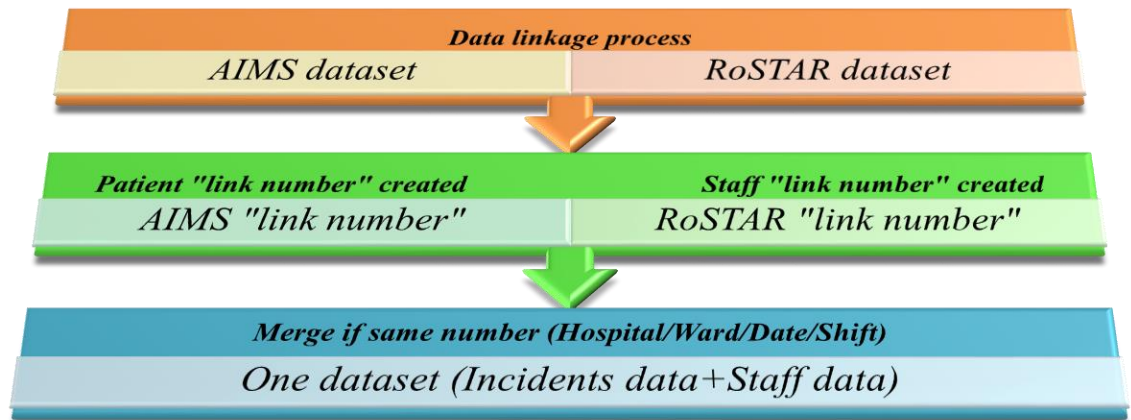 Data linkage process
AIMS dataset RoSTAR dataset
Patient "link number" created Staff "link number" created
AIMS "link number" RoSTAR "link number"
Merge if same number (Hospital/Ward/Date/Shift)
One dataset (Incidents data+Staff data)